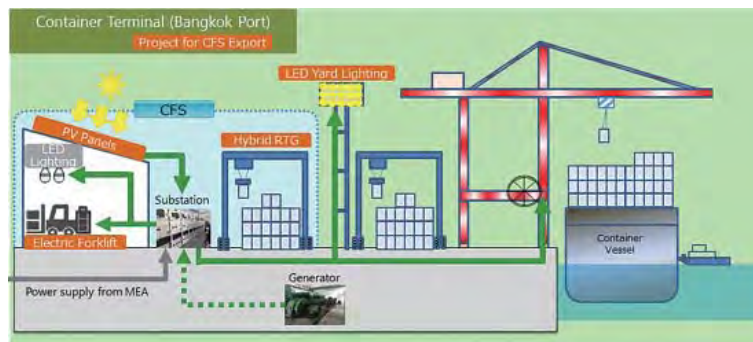 Container Terminal (Bangkok Port)
Project for CFS Export
LED Yard Lighting
CFS
PV Panels
LED
Lighting
Hybrid RTG
Substation
Electric Forklift
Container
Vessel
Generator
Power supply from MEA